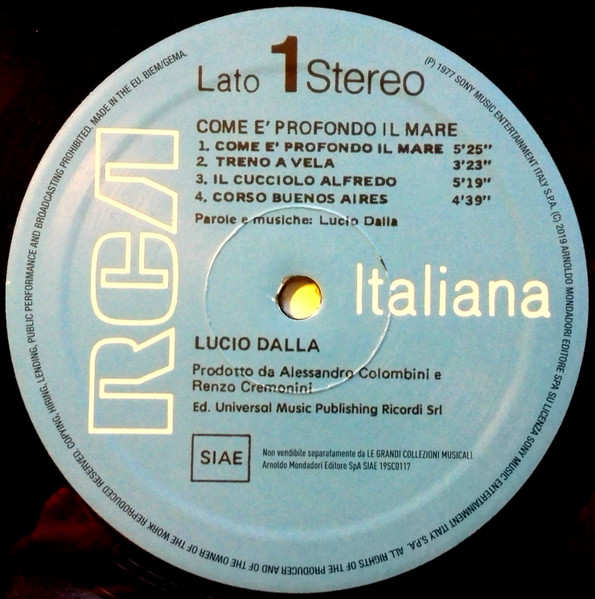 Lato 1 Stereo
COME E' PROFONDO IL MARE
1. COME E' PROFONDO IL MARE 5'25"
2. TRENO A VELA 3'23"
3. IL CUCCIOLO ALFREDO 5'19"
4. CORSO BUENOS AIRES 4'39"
Parole e musiche: Lucio Dalla
RCA
Italiana
LUCIO DALLA
Prodotto da Alessandro Colombini e
Renzo Cremonini
Ed. Universal Music Publishing Ricordi Srl
SIAE
Non vendibile separatamente da LE GRANDI COLLEZIONI MUSICALI.
Arnoldo Mondadori Editore SpA SIAE 19SC0117
(P) 1977 SONY MUSIC ENTERTAINMENT ITALY S.P.A. (C) 2019 ARNOLDO MONDADORI EDITORE SPA SU LICENZA SONY MUSIC ENTERTAINMENT ITALY S.P.A. ALL RIGHTS OF THE PRODUCER AND OF THE OWNER OF THE WORK REPRODUCED RESERVED. COPYING, HIRING, LENDING, PUBLIC PERFORMANCE AND BROADCASTING PROHIBITED. MADE IN THE EU. BIEM/GEMA.